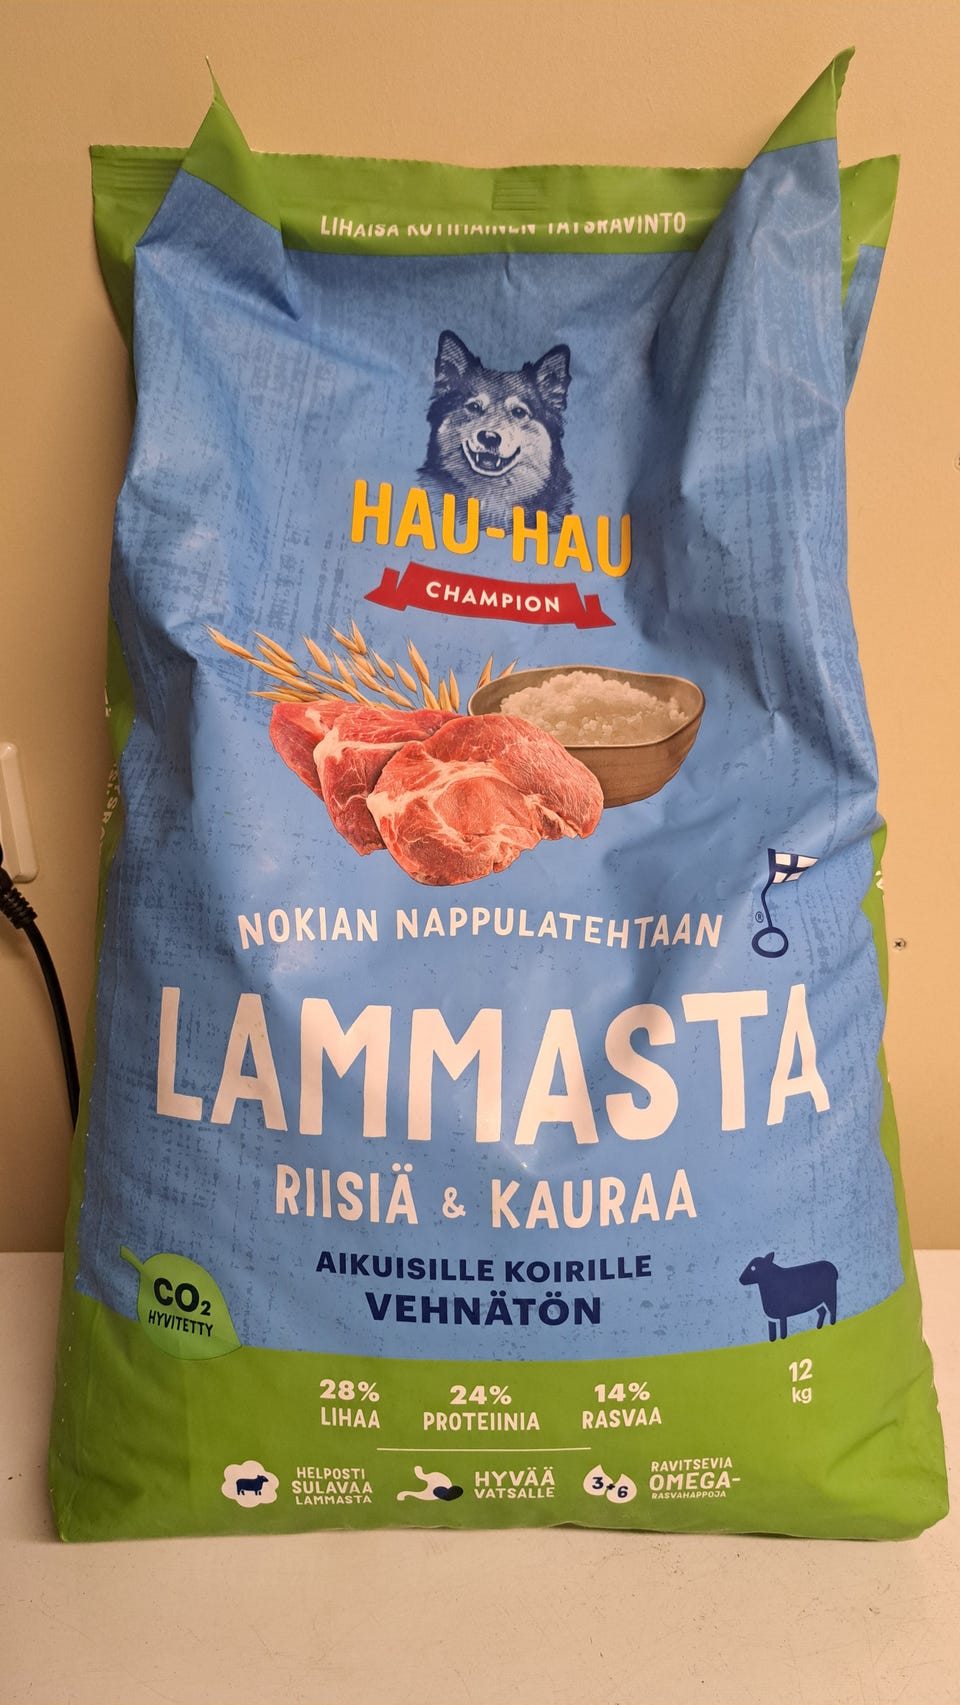 LIHAISA KOTIMAINEN TÄYSRAVINTO
HAU-HAU
CHAMPION
NOKIAN NAPPULATEHTAAN
®
LAMMASTA
RIISIÄ & KAURAA
AIKUISILLE KOIRILLE
VEHNÄTÖN
CO₂
HYVITETTY
12
kg
28%
LIHAA
24%
PROTEIINIA
14%
RASVAA
HELPOSTI
SULAVAA
LAMMASTA
HYVÄÄ
VATSALLE
3+6
RAVITSEVIA
OMEGA-
RASVAHAPPOJA